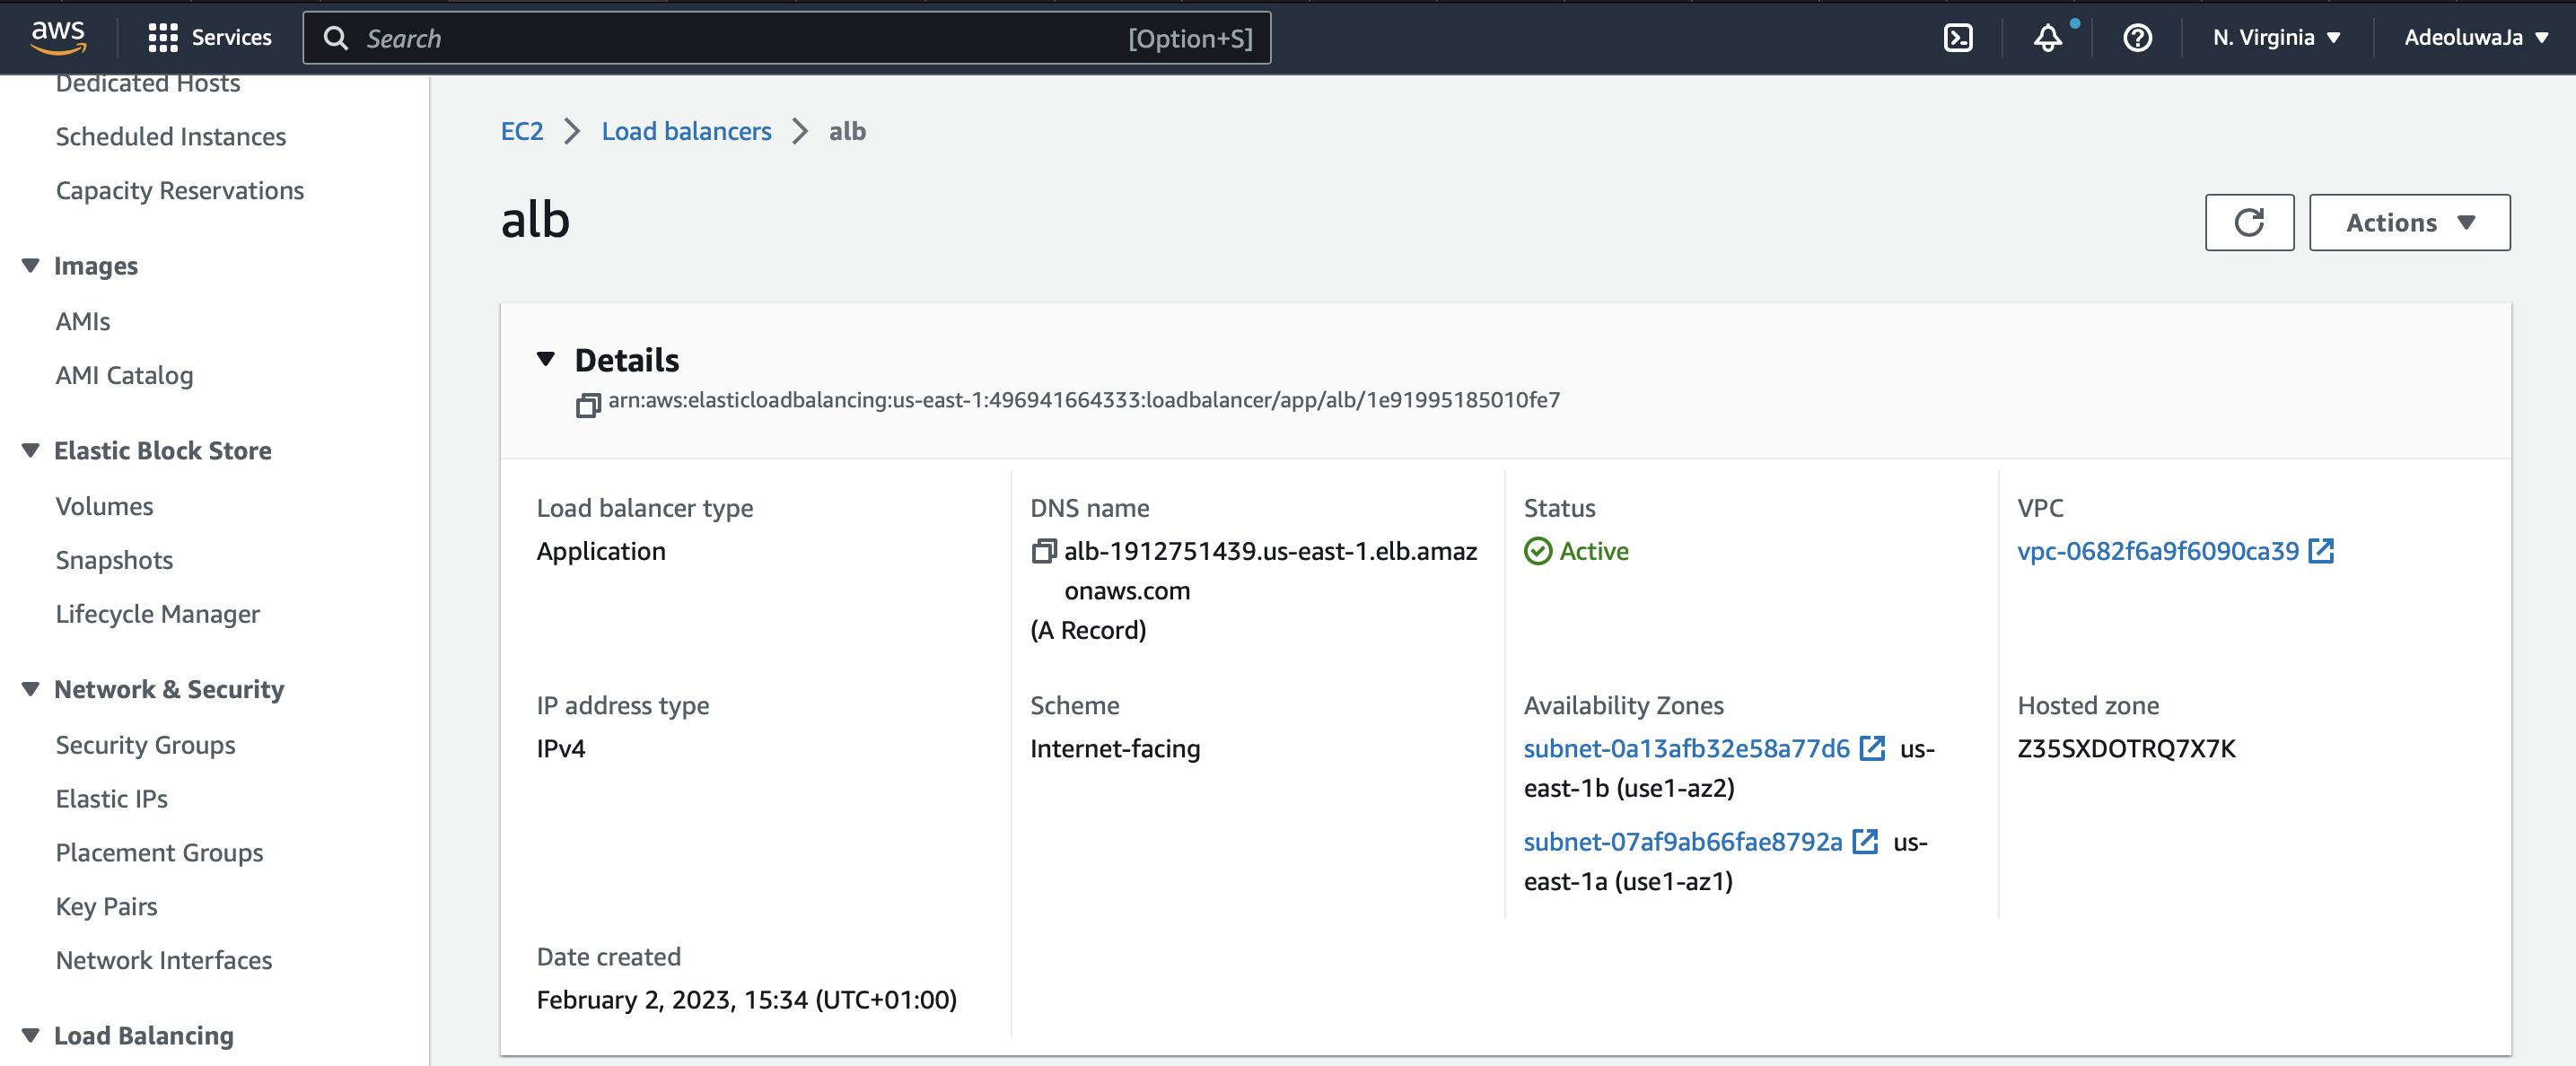 aws
Services
Search
[Option+S]
N. Virginia
AdeoluwaJa
Dedicated Hosts
Scheduled Instances
Capacity Reservations
Images
AMIs
AMI Catalog
Elastic Block Store
Volumes
Snapshots
Lifecycle Manager
Network & Security
Security Groups
Elastic IPs
Placement Groups
Key Pairs
Network Interfaces
Load Balancing
EC2 > Load balancers > alb
alb
Actions
Details
arn:aws:elasticloadbalancing:us-east-1:496941664333:loadbalancer/app/alb/1e91995185010fe7
Load balancer type
Application
DNS name
alb-1912751439.us-east-1.elb.amaz
onaws.com
(A Record)
Status
Active
VPC
vpc-0682f6a9f6090ca39
IP address type
IPv4
Scheme
Internet-facing
Availability Zones
subnet-0a13afb32e58a77d6 us-
east-1b (use1-az2)
subnet-07af9ab66fae8792a us-
east-1a (use1-az1)
Hosted zone
Z35SXDOTRQ7X7K
Date created
February 2, 2023, 15:34 (UTC+01:00)